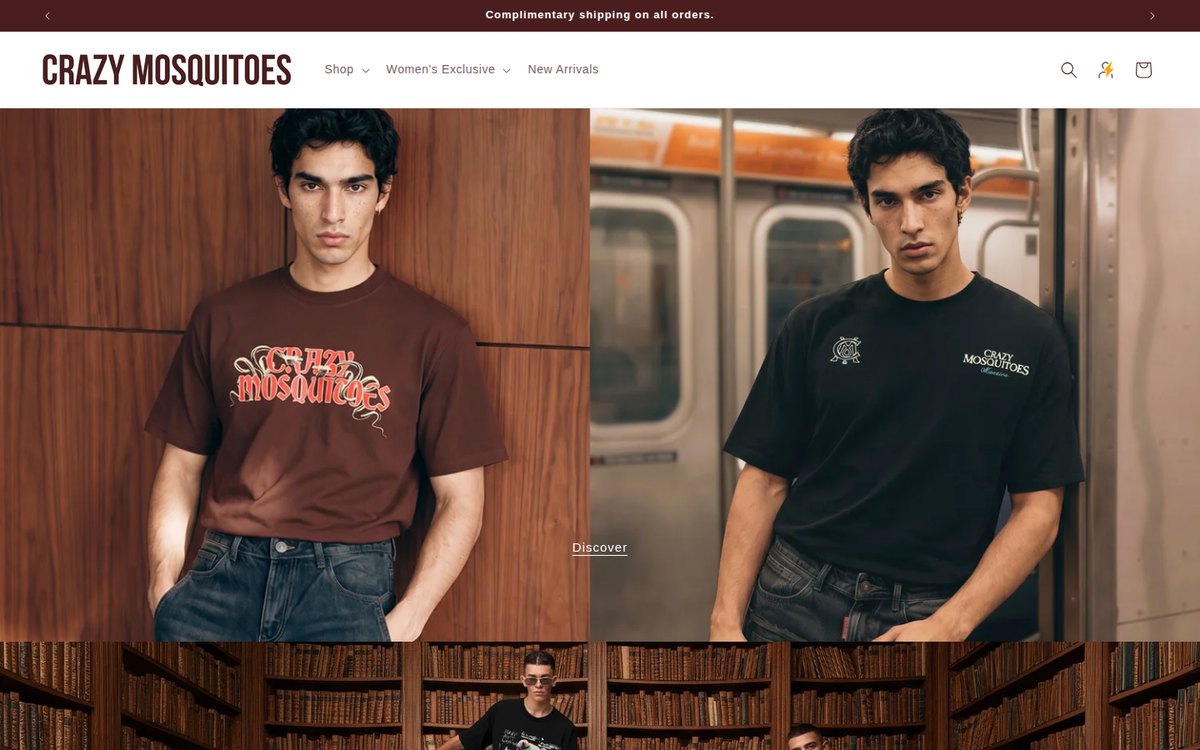 Complimentary shipping on all orders.
CRAZY MOSQUITOES
Shop
Women's Exclusive
New Arrivals
CRAZY
MOSQUITOES
CRAZY
MOSQUITOES
Discover